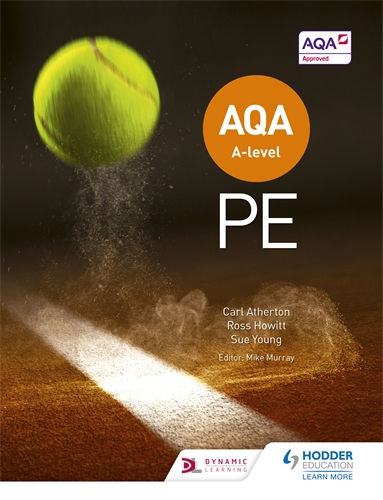 AQA
Approved
AQA
A-level
PE
Carl Atherton
Ross Howitt
Sue Young
Editor: Mike Murray
DL DYNAMIC
LEARNING
HODDER
EDUCATION
LEARN MORE